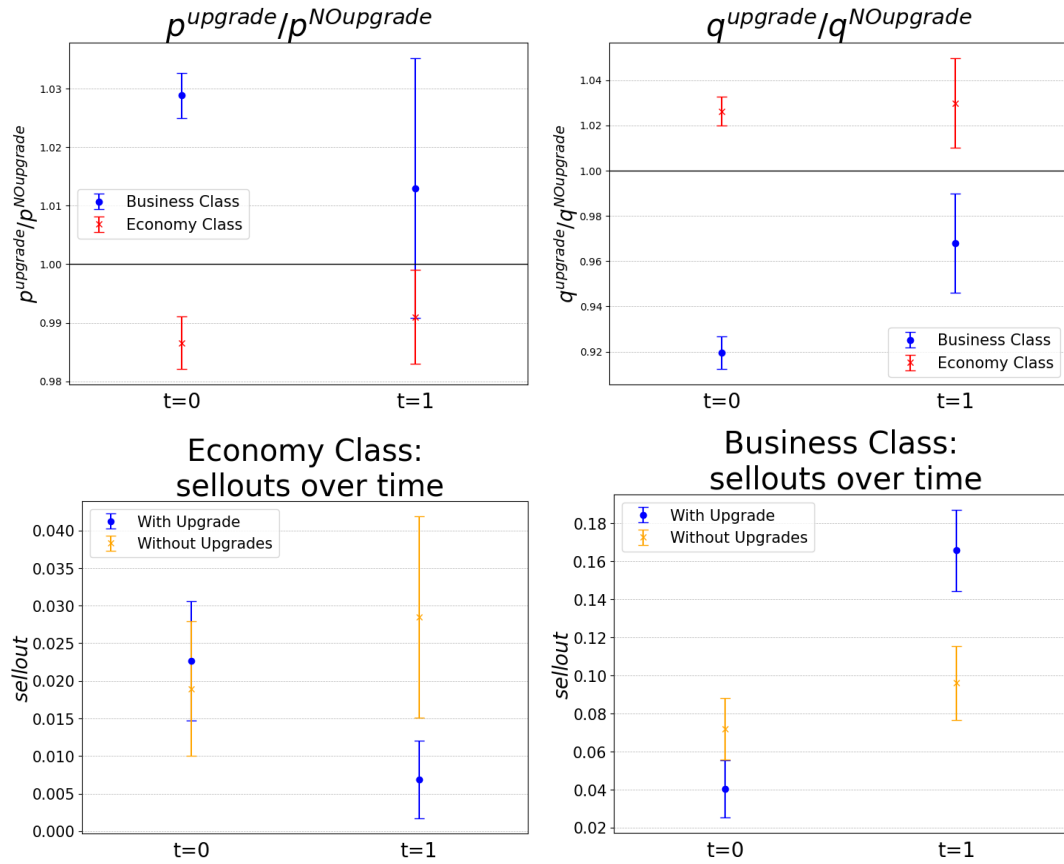 p^upgrade/p^NOupgrade
p^upgrade/p^NOupgrade
1.03
1.02
1.01
1.00
0.99
0.98
Business Class
Economy Class
t=0
t=1
q^upgrade/q^NOupgrade
q^upgrade/q^NOupgrade
1.04
1.02
1.00
0.98
0.96
0.94
0.92
Business Class
Economy Class
t=0
t=1
Economy Class:
sellouts over time
sellout
0.040
0.035
0.030
0.025
0.020
0.015
0.010
0.005
0.000
With Upgrade
Without Upgrades
t=0
t=1
Business Class:
sellouts over time
sellout
0.18
0.16
0.14
0.12
0.10
0.08
0.06
0.04
0.02
With Upgrade
Without Upgrades
t=0
t=1